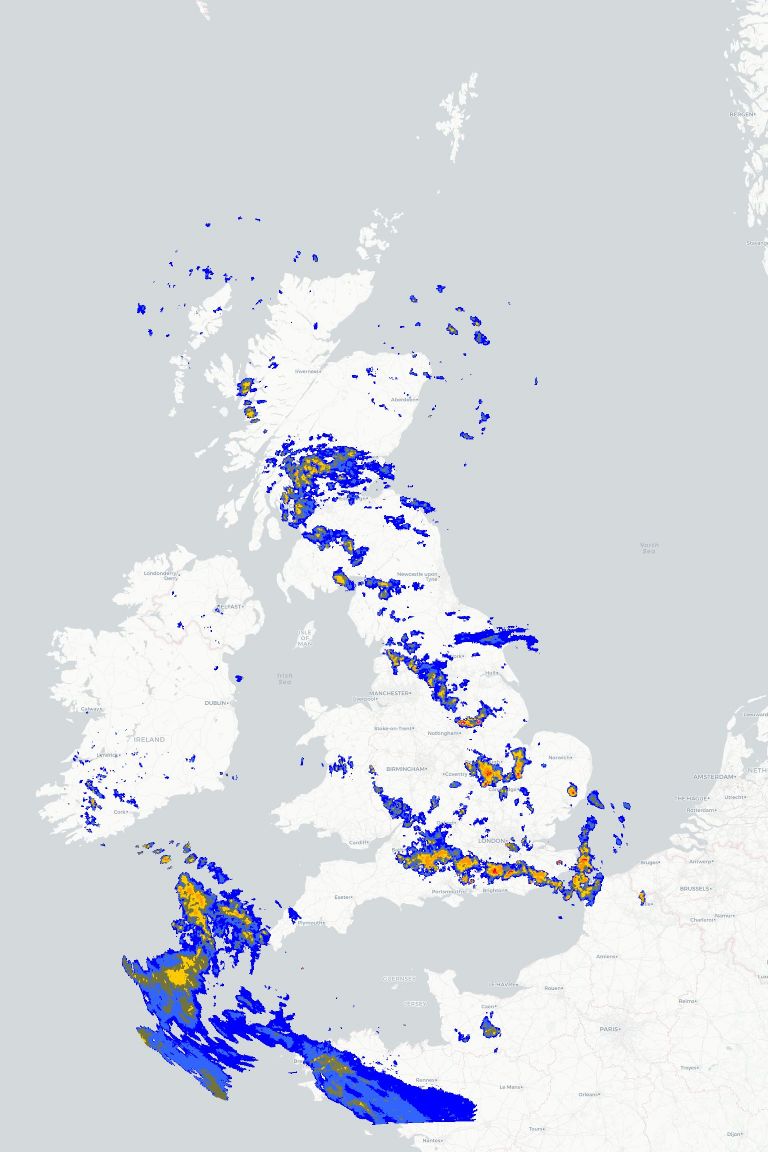 BERGEN
Stavanger
Inverness
Aberdeen
North
Sea
Londonderry/
Derry
Newcastle upon
Tyne
BELFAST
ISLE
OF
MAN
York
Hull
Irish
Sea
Leeuwarden
MANCHESTER
Liverpool
Galway
DUBLIN
Stoke-on-Trent
Nottingham
IRELAND
Limerick
Norwich
BIRMINGHAM
Coventry
AMSTERDAM
NETH
THE HAGUE
Utrecht
Rotterdam
Cork
Cardiff
LONDON
Bruges
Antwerp
BRUSSELS
Portsmouth
Brighton
Exeter
Lille
Namur
Charleroi
Plymouth
Amiens
GUERNSEY
LE HAVRE
Rouen
JERSEY
Caen
Reims
PARIS
Rennes
Troyes
Le Mans
Orléans
Tours
Nantes
Dijon